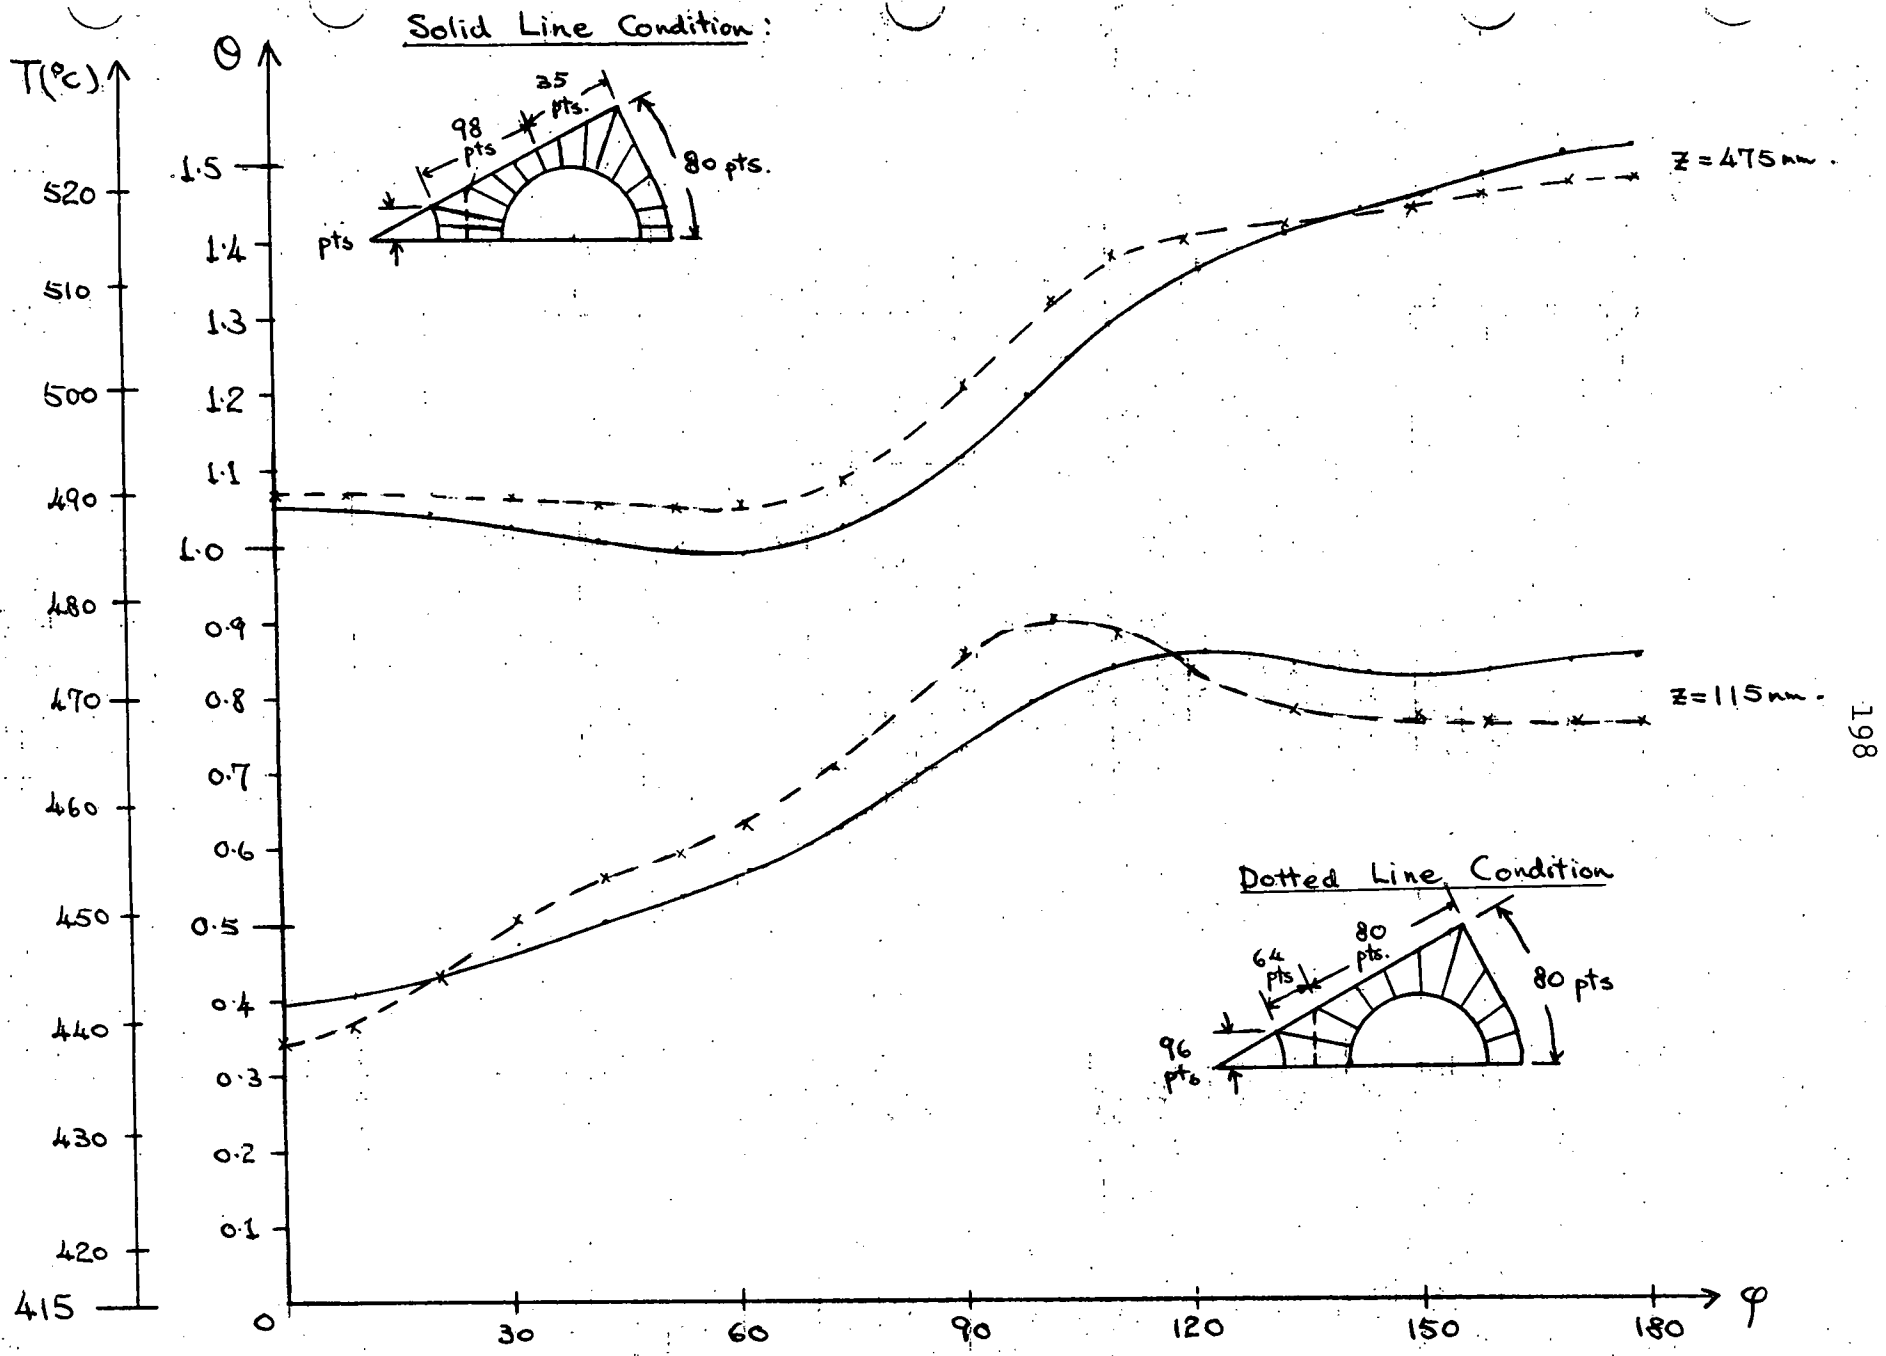 Solid Line Condition :
T(°C)
θ
35
pts.
98
pts
80 pts.
pts
1.5
520
1.4
510
1.3
500
1.2
1.1
490
1.0
480
0.9
470
0.8
0.7
460
0.6
450
0.5
0.4
440
0.3
430
0.2
0.1
420
415
z = 475 mm.
z = 115 mm.
198
Dotted Line Condition
80
pts.
64
pts
80 pts
96
pts
0
30
60
90
120
150
180
φ